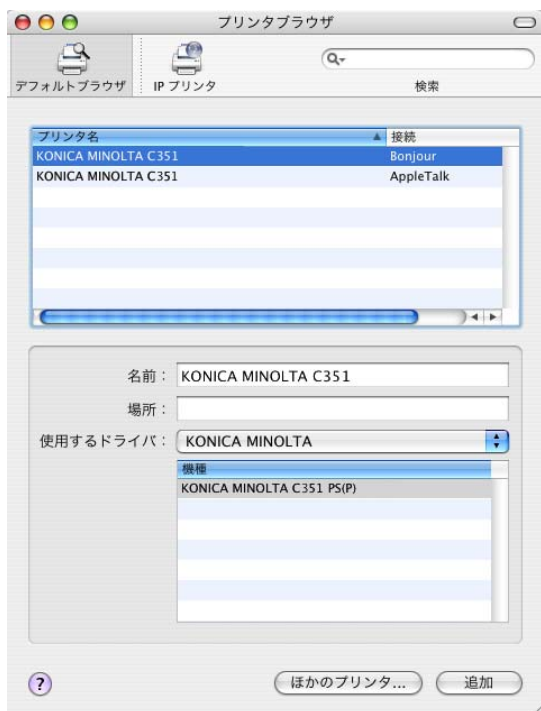 プリンタブラウザ
デフォルトブラウザ IP プリンタ 検索
プリンタ名 接続
KONICA MINOLTA C351 Bonjour
KONICA MINOLTA C351 AppleTalk
名前： KONICA MINOLTA C351
場所：
使用するドライバ： KONICA MINOLTA
機種
KONICA MINOLTA C351 PS(P)
? ほかのプリンタ... 追加